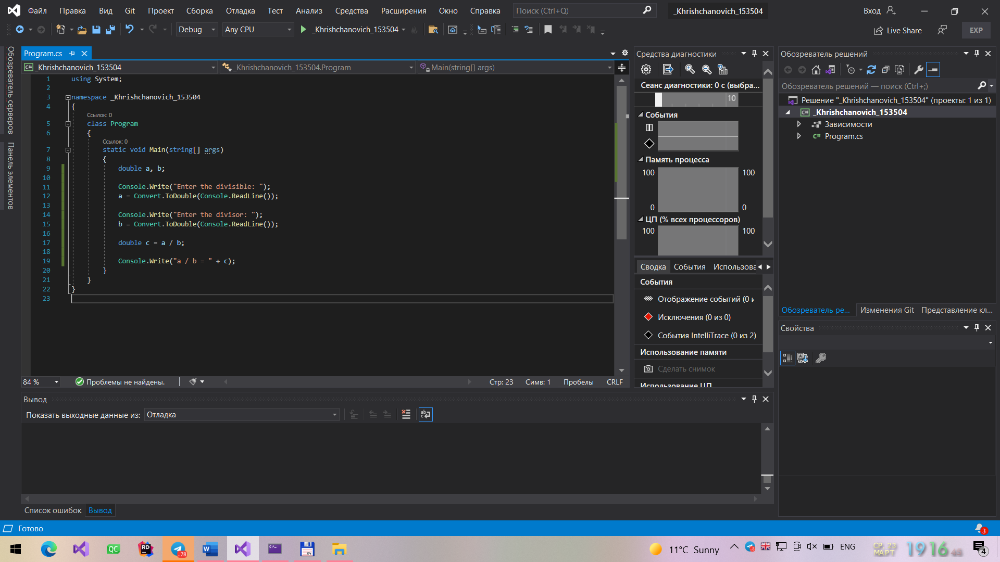 Файл Правка Вид Git Проект Сборка Отладка Тест Анализ Средства Расширения Окно Справка Поиск (Ctrl+Q) _Khrishchanovich_153504 Вход
Debug Any CPU _Khrishchanovich_153504 Live Share EXP
Обозреватель серверов
Панель элементов
Program.cs
_Khrishchanovich_153504 _Khrishchanovich_153504.Program Main(string[] args)
1 using System;
2
3 namespace _Khrishchanovich_153504
4 {
Ссылок: 0
5 class Program
6 {
Ссылок: 0
7 static void Main(string[] args)
8 {
9 double a, b;
10
11 Console.Write("Enter the divisible: ");
12 a = Convert.ToDouble(Console.ReadLine());
13
14 Console.Write("Enter the divisor: ");
15 b = Convert.ToDouble(Console.ReadLine());
16
17 double c = a / b;
18
19 Console.Write("a / b = " + c);
20 }
21 }
22 }
23
84 % Проблемы не найдены. Стр: 23 Симв: 1 Пробелы CRLF
Средства диагностики
Сеанс диагностики: 0 с (выбра...
10
События
Память процесса
100 100
0 0
ЦП (% всех процессоров)
100 100
Сводка События Использова
События
Отображение событий (0 и
Исключения (0 из 0)
События IntelliTrace (0 из 2)
Использование памяти
Сделать снимок
Использование ЦП
Обозреватель решений
Обозреватель решений — поиск (Ctrl+;)
Решение "_Khrishchanovich_153504" (проекты: 1 из 1)
_Khrishchanovich_153504
Зависимости
C# Program.cs
Обозреватель ре... Изменения Git Представление кл...
Свойства
Вывод
Показать выходные данные из: Отладка
Список ошибок Вывод
Готово 3
QC RD 78 64 11°C Sunny ENG СР, 23 МАРТ 19 16 45 4